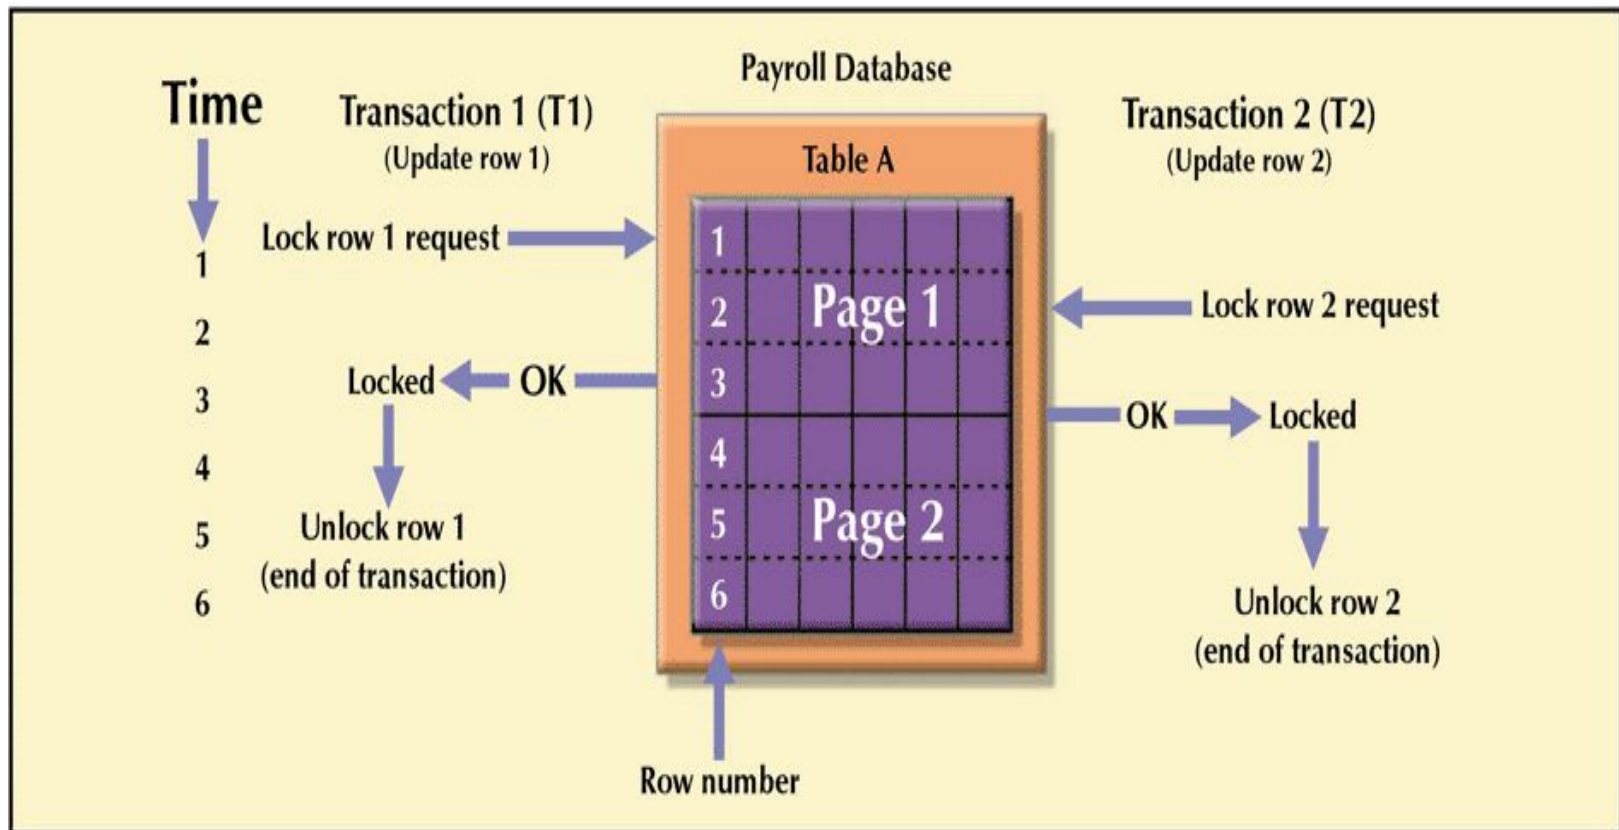 Payroll Database
Time
Transaction 1 (T1)
(Update row 1)
Table A
Transaction 2 (T2)
(Update row 2)
Lock row 1 request
1
2
3
4
5
6
1
2
3
4
5
6
Page 1
Page 2
Lock row 2 request
Locked
OK
OK
Locked
Unlock row 1
(end of transaction)
Unlock row 2
(end of transaction)
Row number